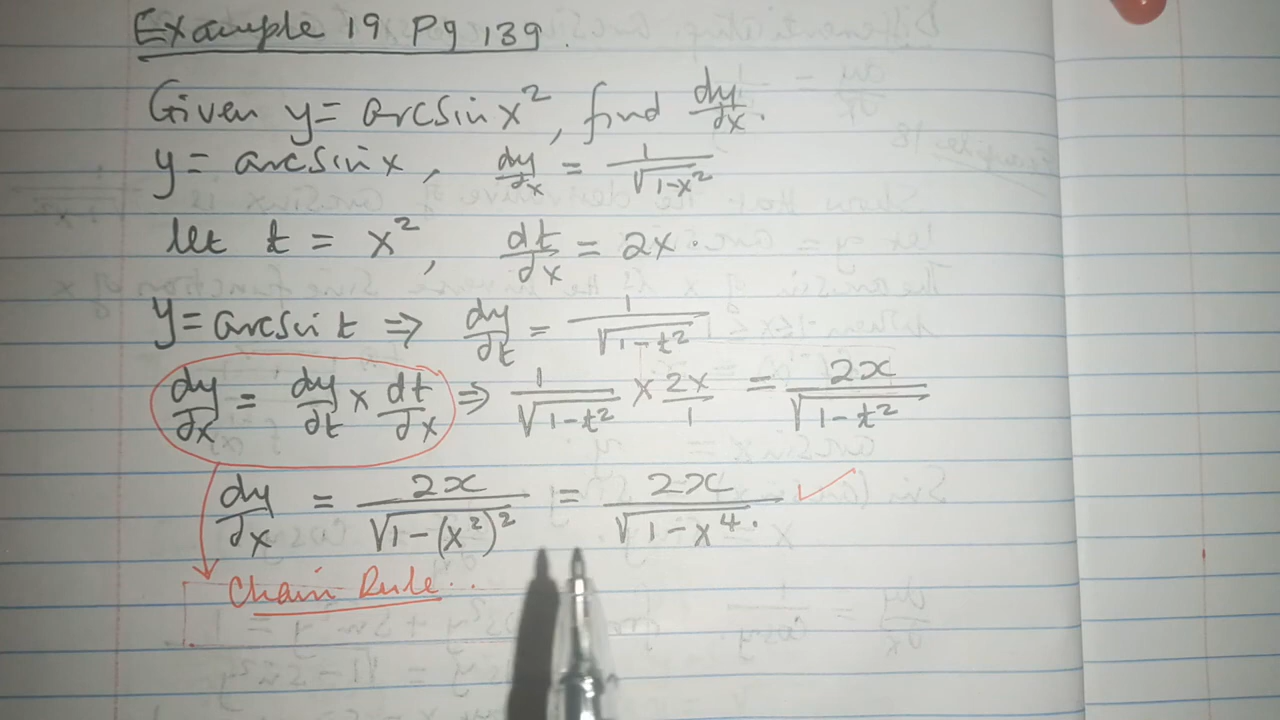 Example 19 Pg 139.
Given y = arcsin x², find dy/dx.
y = arcsin x, dy/dx = 1/√(1-x²)
let t = x², dt/dx = 2x.
y = arcsin t ⇒ dy/dt = 1/√(1-t²)
dy/dx = dy/dt × dt/dx ⇒ 1/√(1-t²) × 2x/1 = 2x/√(1-t²)
dy/dx = 2x/√(1-(x²)²) = 2x/√(1-x⁴). ✓
Chain Rule..